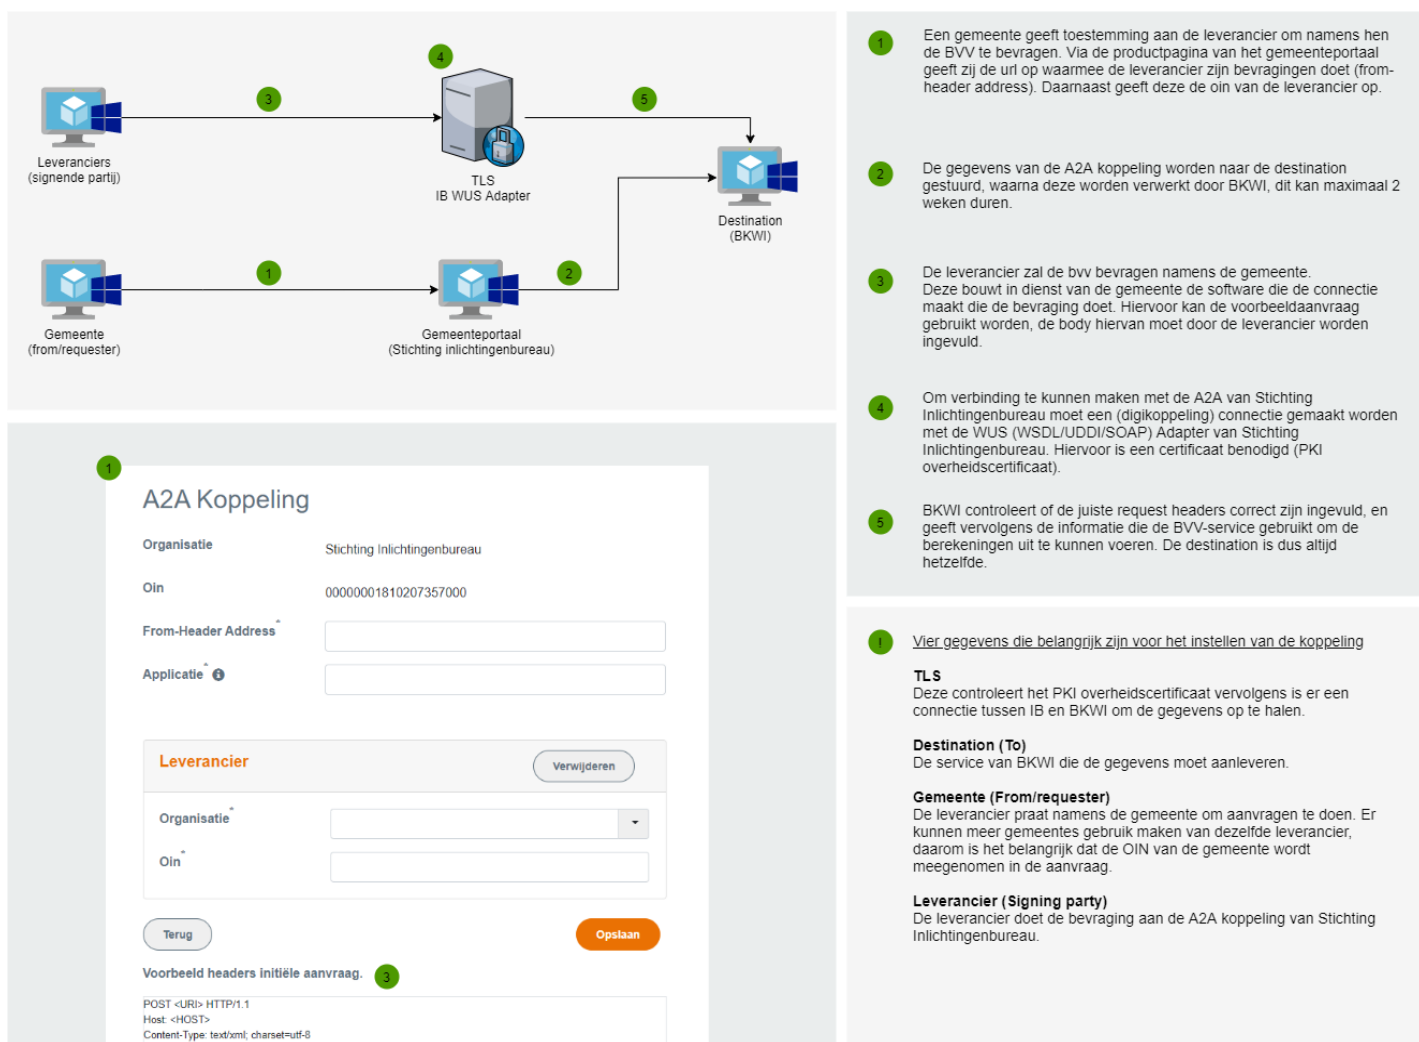 4
3
5
Leveranciers
(signende partij)
TLS
IB WUS Adapter
Destination
(BKWI)
1
2
Gemeente
(from/requester)
Gemeenteportaal
(Stichting inlichtingenbureau)
1
A2A Koppeling
Organisatie
Stichting Inlichtingenbureau
Oin
00000001810207357000
From-Header Address*
Applicatie*
Leverancier
Verwijderen
Organisatie*
Oin*
Terug
Opslaan
Voorbeeld headers initiële aanvraag.
3
POST <URI> HTTP/1.1
Host: <HOST>
Content-Type: text/xml; charset=utf-8
1
Een gemeente geeft toestemming aan de leverancier om namens hen
de BVV te bevragen. Via de productpagina van het gemeenteportaal
geeft zij de url op waarmee de leverancier zijn bevragingen doet (from-
header address). Daarnaast geeft deze de oin van de leverancier op.
2
De gegevens van de A2A koppeling worden naar de destination
gestuurd, waarna deze worden verwerkt door BKWI, dit kan maximaal 2
weken duren.
3
De leverancier zal de bvv bevragen namens de gemeente.
Deze bouwt in dienst van de gemeente de software die de connectie
maakt die de bevraging doet. Hiervoor kan de voorbeeldaanvraag
gebruikt worden, de body hiervan moet door de leverancier worden
ingevuld.
4
Om verbinding te kunnen maken met de A2A van Stichting
Inlichtingenbureau moet een (digikoppeling) connectie gemaakt worden
met de WUS (WSDL/UDDI/SOAP) Adapter van Stichting
Inlichtingenbureau. Hiervoor is een certificaat benodigd (PKI
overheidscertificaat).
5
BKWI controleert of de juiste request headers correct zijn ingevuld, en
geeft vervolgens de informatie die de BVV-service gebruikt om de
berekeningen uit te kunnen voeren. De destination is dus altijd
hetzelfde.
!
Vier gegevens die belangrijk zijn voor het instellen van de koppeling
TLS
Deze controleert het PKI overheidscertificaat vervolgens is er een
connectie tussen IB en BKWI om de gegevens op te halen.
Destination (To)
De service van BKWI die de gegevens moet aanleveren.
Gemeente (From/requester)
De leverancier praat namens de gemeente om aanvragen te doen. Er
kunnen meer gemeentes gebruik maken van dezelfde leverancier,
daarom is het belangrijk dat de OIN van de gemeente wordt
meegenomen in de aanvraag.
Leverancier (Signing party)
De leverancier doet de bevraging aan de A2A koppeling van Stichting
Inlichtingenbureau.